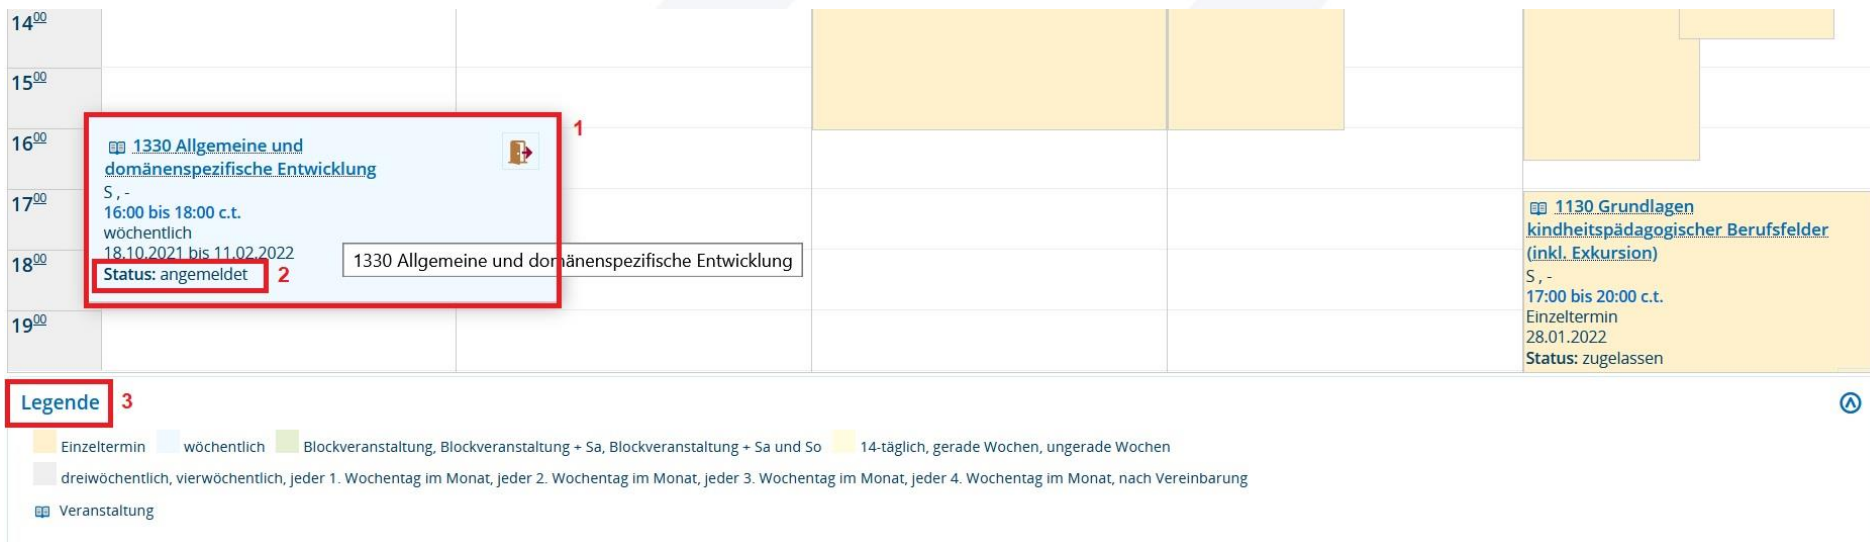 14⁰⁰
15⁰⁰
16⁰⁰
17⁰⁰
18⁰⁰
19⁰⁰
1
1330 Allgemeine und
domänenspezifische Entwicklung
S , -
16:00 bis 18:00 c.t.
wöchentlich
18.10.2021 bis 11.02.2022
Status: angemeldet
2
1330 Allgemeine und domänenspezifische Entwicklung
1130 Grundlagen
kindheitspädagogischer Berufsfelder
(inkl. Exkursion)
S , -
17:00 bis 20:00 c.t.
Einzeltermin
28.01.2022
Status: zugelassen
Legende
3
Einzeltermin wöchentlich Blockveranstaltung, Blockveranstaltung + Sa, Blockveranstaltung + Sa und So 14-täglich, gerade Wochen, ungerade Wochen
dreiwöchentlich, vierwöchentlich, jeder 1. Wochentag im Monat, jeder 2. Wochentag im Monat, jeder 3. Wochentag im Monat, jeder 4. Wochentag im Monat, nach Vereinbarung
Veranstaltung